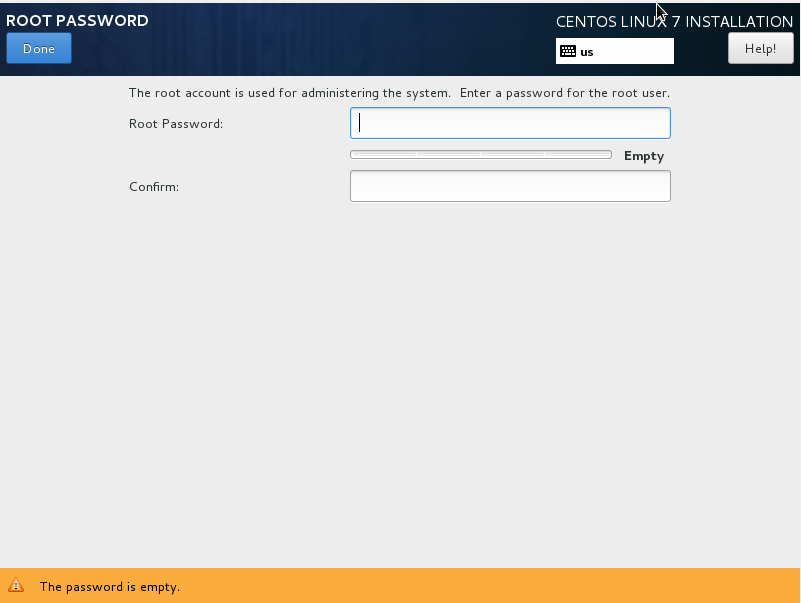 ROOT PASSWORD
CENTOS LINUX 7 INSTALLATION
Done
us
Help!
The root account is used for administering the system.  Enter a password for the root user.
Root Password:
Empty
Confirm:
The password is empty.